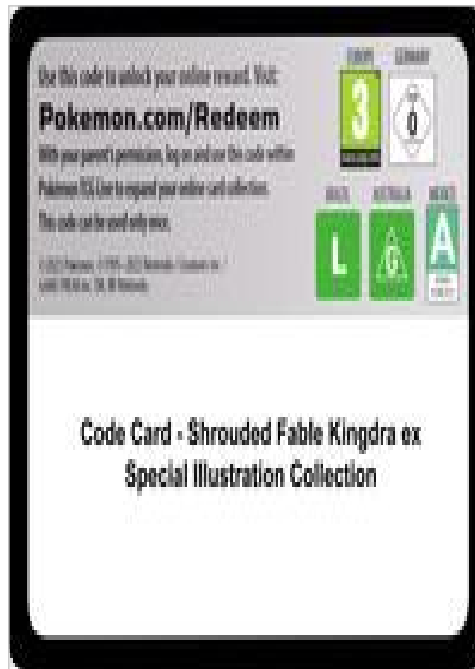 Use this code to unlock your online reward. Visit:
Pokemon.com/Redeem
With your parent's permission, log on and use this code within
Pokémon TCG Live to expand your online card collection.
This code can be used only once.
EUROPE GERMANY
3
0
BRAZIL AUSTRALIA MEXICO
L
G
A
Code Card - Shrouded Fable Kingdra ex
Special Illustration Collection